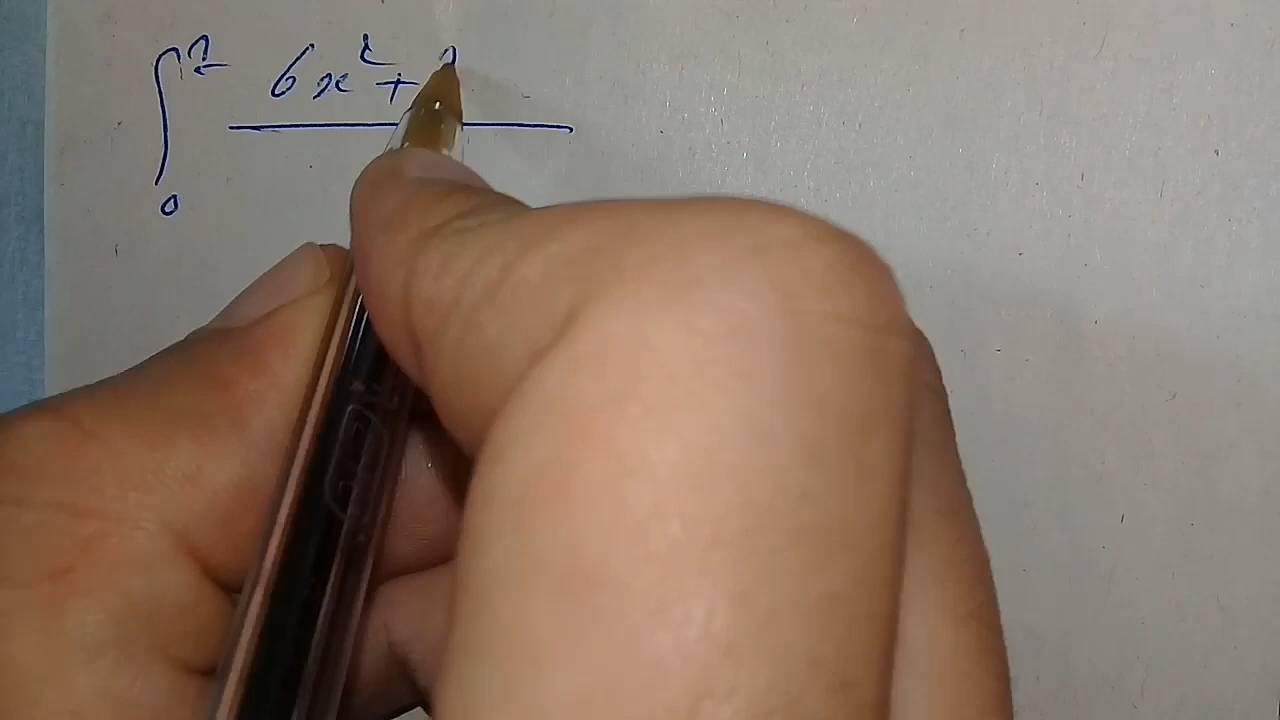 ∫₀² 6x² +